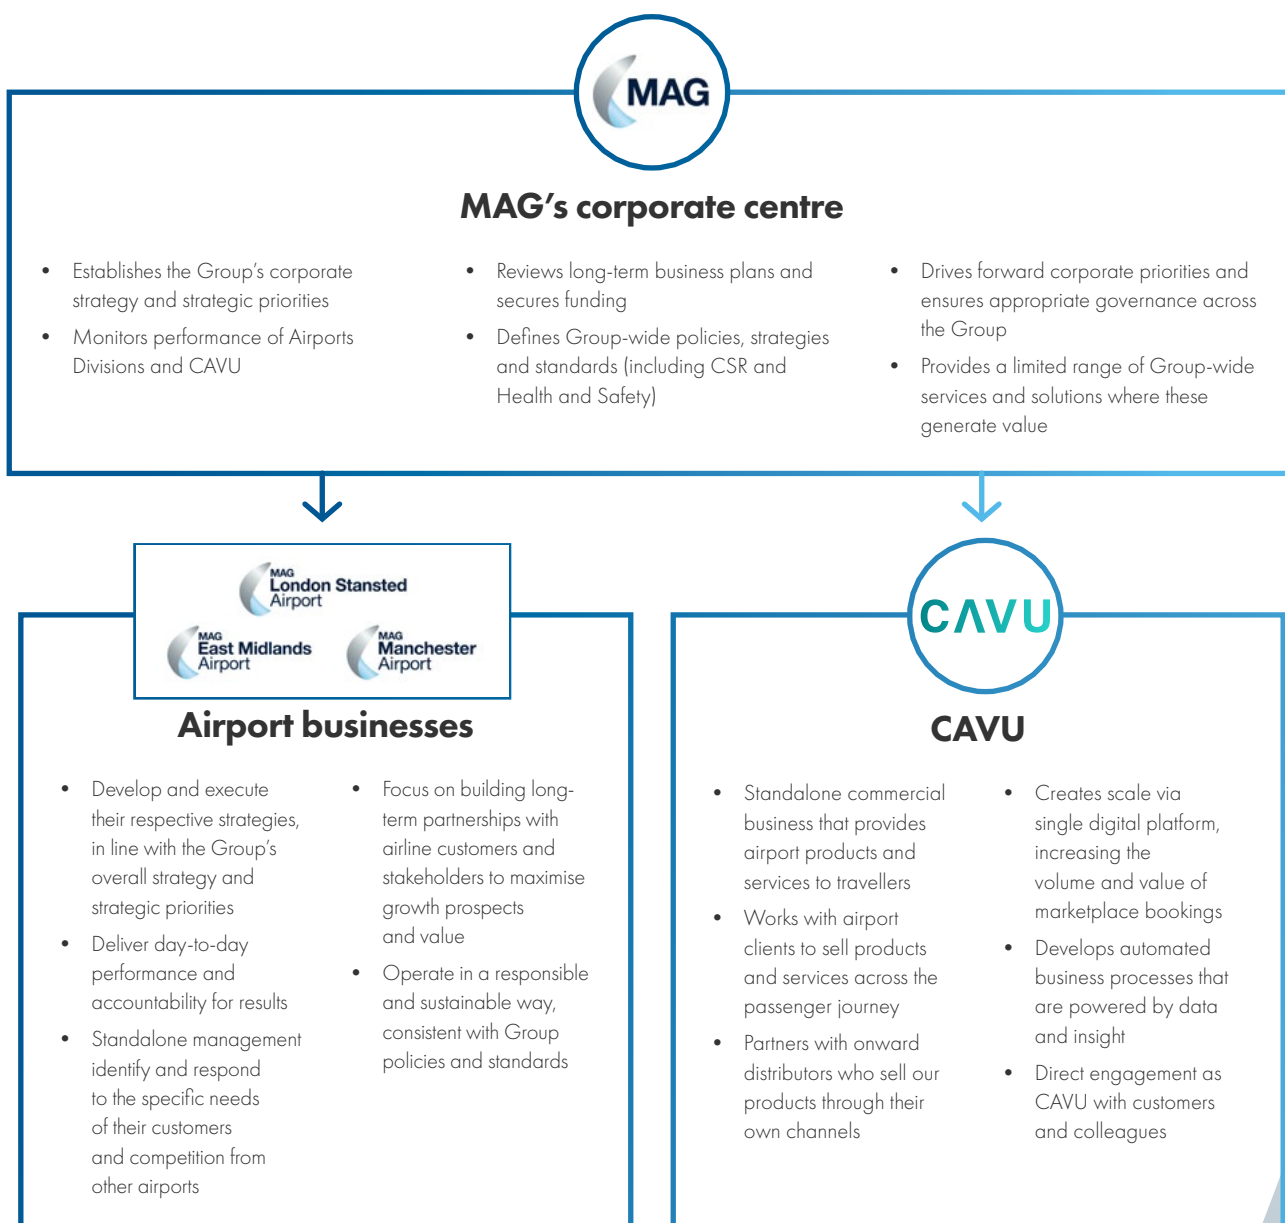 MAG
MAG's corporate centre
• Establishes the Group's corporate
strategy and strategic priorities
• Monitors performance of Airports
Divisions and CAVU
• Reviews long-term business plans and
secures funding
• Defines Group-wide policies, strategies
and standards (including CSR and
Health and Safety)
• Drives forward corporate priorities and
ensures appropriate governance across
the Group
• Provides a limited range of Group-wide
services and solutions where these
generate value
MAG
London Stansted
Airport
MAG
East Midlands
Airport
MAG
Manchester
Airport
Airport businesses
• Develop and execute
their respective strategies,
in line with the Group's
overall strategy and
strategic priorities
• Deliver day-to-day
performance and
accountability for results
• Standalone management
identify and respond
to the specific needs
of their customers
and competition from
other airports
• Focus on building long-
term partnerships with
airline customers and
stakeholders to maximise
growth prospects
and value
• Operate in a responsible
and sustainable way,
consistent with Group
policies and standards
CAVU
CAVU
• Standalone commercial
business that provides
airport products and
services to travellers
• Works with airport
clients to sell products
and services across the
passenger journey
• Partners with onward
distributors who sell our
products through their
own channels
• Creates scale via
single digital platform,
increasing the
volume and value of
marketplace bookings
• Develops automated
business processes that
are powered by data
and insight
• Direct engagement as
CAVU with customers
and colleagues